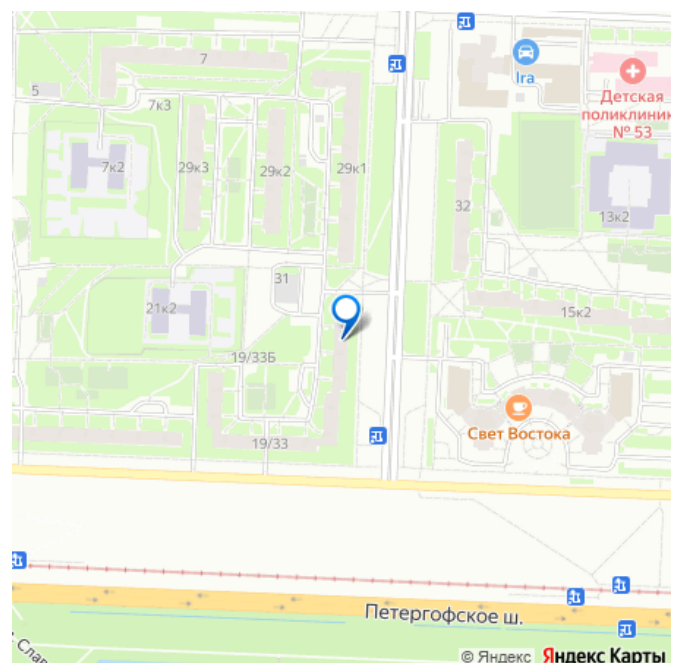 7
Ira
5
Детская
поликлиник
№ 53
7к3
7к2
29к3
29к2
29к1
32
13к2
31
21к2
15к2
19/33Б
Свет Востока
19/33
Петергофское ш.
. Слав
© Яндекс Яндекс Карты